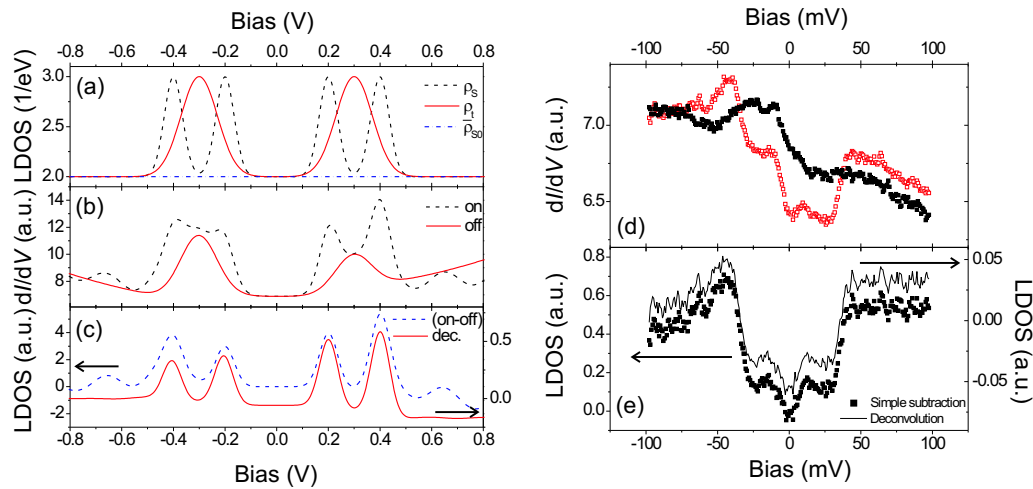 Bias (V)
-0.8 -0.6 -0.4 -0.2 0.0 0.2 0.4 0.6 0.8
LDOS (1/eV)
3.0
2.5
2.0
(a)
ρS
ρt
ρ̅S0
dI/dV (a.u.)
14
12
10
8
(b)
on
off
LDOS (a.u.)
4
2
0
-2
(c)
(on-off)
dec.
0.5
0.0
-0.8 -0.6 -0.4 -0.2 0.0 0.2 0.4 0.6 0.8
Bias (V)
Bias (mV)
-100 -50 0 50 100
dI/dV (a.u.)
7.0
6.5
(d)
LDOS (a.u.)
0.8
0.6
0.4
0.2
0.0
(e)
Simple subtraction
Deconvolution
0.05
0.00
-0.05
LDOS (a.u.)
-100 -50 0 50 100
Bias (mV)